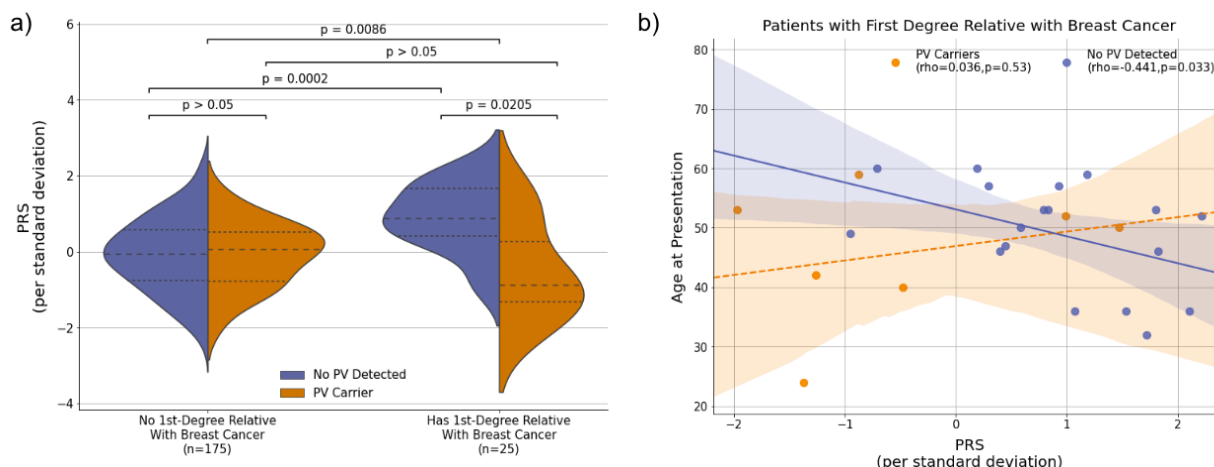 a)
6
4
2
0
−2
−4
PRS
(per standard deviation)
p = 0.0086
p > 0.05
p = 0.0002
p > 0.05
p = 0.0205
No PV Detected
PV Carrier
No 1st-Degree Relative
With Breast Cancer
(n=175)
Has 1st-Degree Relative
With Breast Cancer
(n=25)
b)
Patients with First Degree Relative with Breast Cancer
PV Carriers
(rho=0.036,p=0.53)
No PV Detected
(rho=-0.441,p=0.033)
80
70
60
50
40
30
20
Age at Presentation
−2
−1
0
1
2
PRS
(per standard deviation)